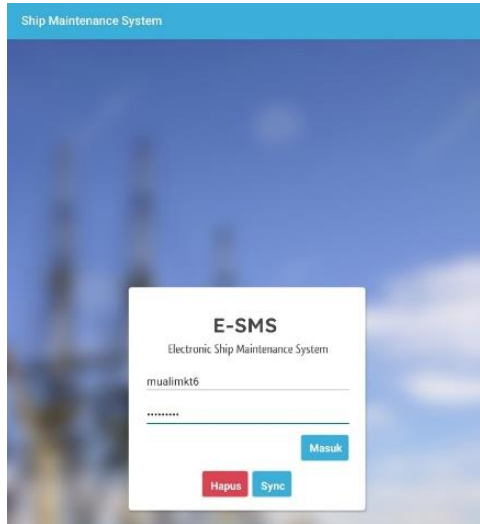 Ship Maintenance System
E-SMS
Electronic Ship Maintenance System
mualimkt6
.........
Masuk
Hapus Sync